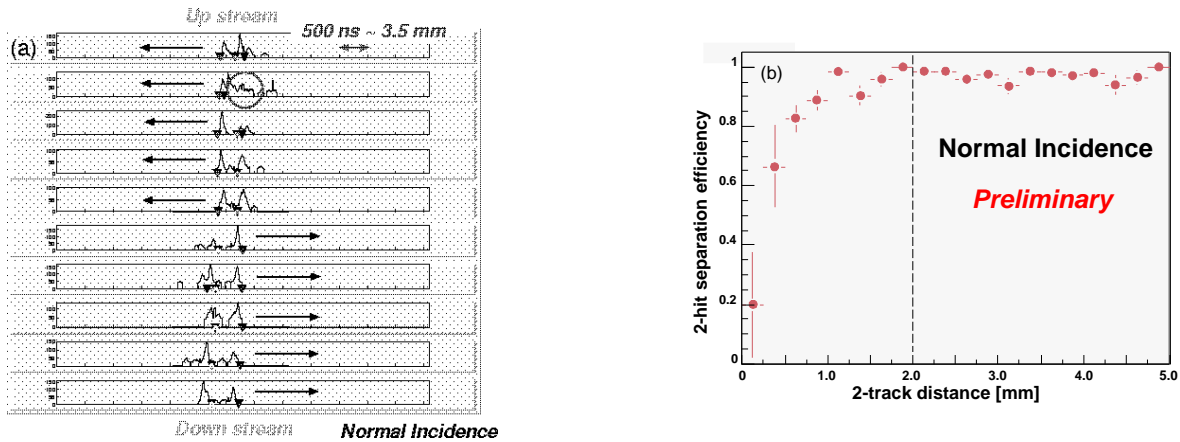 Up stream
(a)
500 ns ~ 3.5 mm
Down stream
Normal Incidence
(b)
1
0.8
0.6
0.4
0.2
0
2-hit separation efficiency
Normal Incidence
Preliminary
0
1.0
2.0
3.0
4.0
5.0
2-track distance [mm]